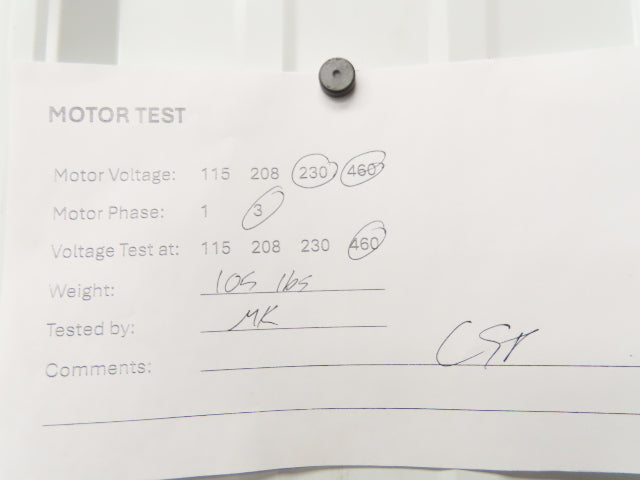 MOTOR TEST
Motor Voltage: 115 208 230 460
Motor Phase: 1 3
Voltage Test at: 115 208 230 460
Weight: 105 lbs
Tested by: MK
Comments: